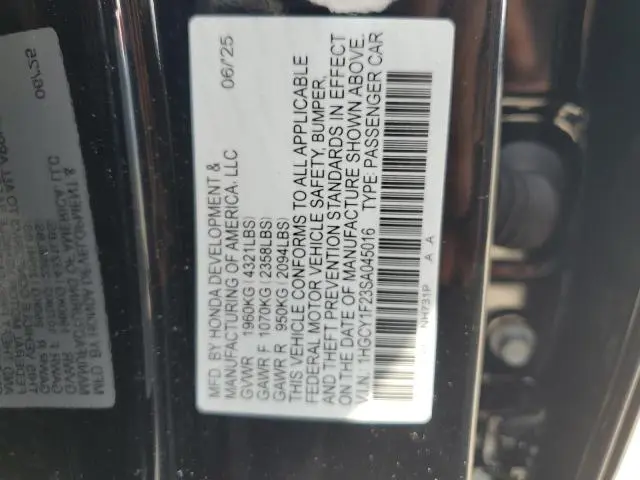 MFD. BY HONDA DEVELOPMENT &
MANUFACTURING OF AMERICA, LLC 06/25
GVWR 1960KG (4321LBS)
GAWR F 1070KG (2358LBS)
GAWR R 950KG (2094LBS)
THIS VEHICLE CONFORMS TO ALL APPLICABLE
FEDERAL MOTOR VEHICLE SAFETY, BUMPER,
AND THEFT PREVENTION STANDARDS IN EFFECT
ON THE DATE OF MANUFACTURE SHOWN ABOVE.
V.I.N.: 1HGCY1F23SA045016 TYPE: PASSENGER CAR
NH731P A A